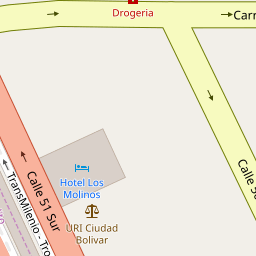 Drogeria
Carr
Calle 5
Hotel Los
Molinos
Calle 51 Sur
TransMilenio - Tro
URI Ciudad
Bolivar